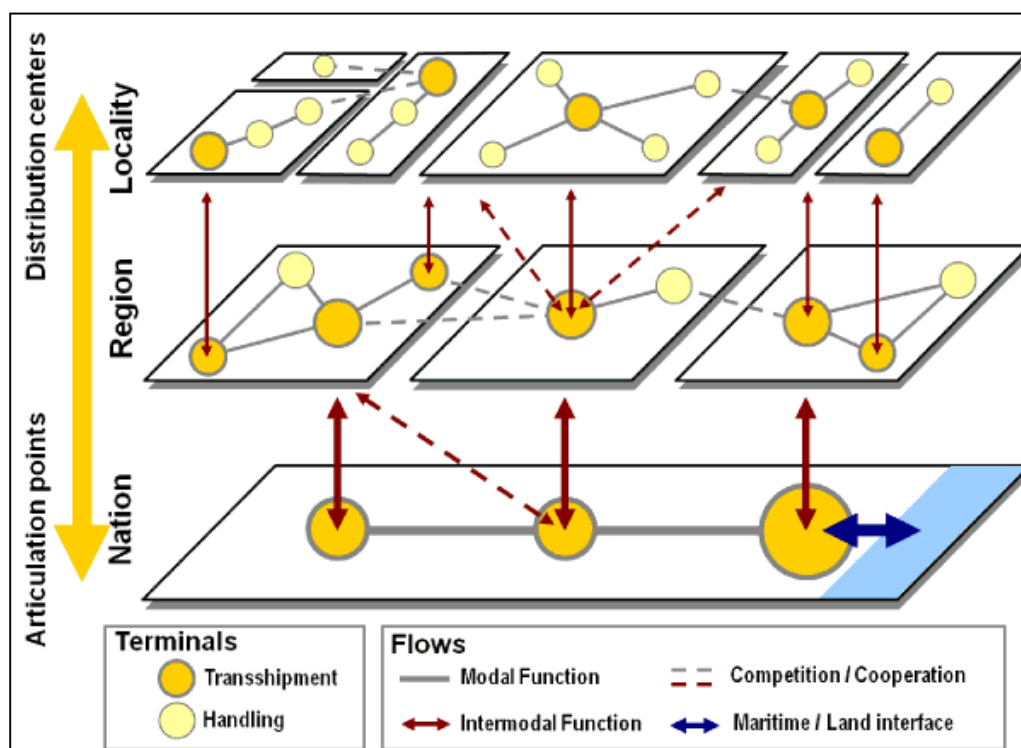 Distribution centers
Locality
Region
Articulation points
Nation
Terminals
Transshipment
Handling
Flows
Modal Function
Competition / Cooperation
Intermodal Function
Maritime / Land interface